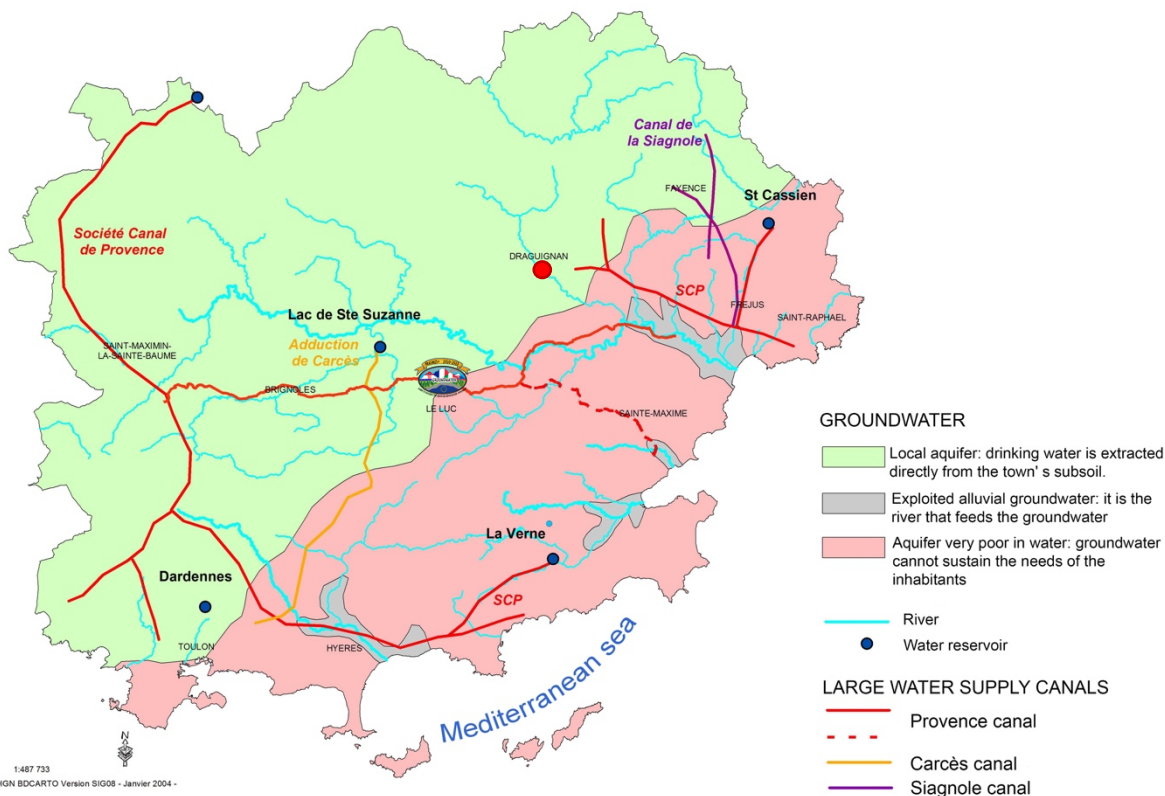 Canal de
la Siagnole
FAYENCE
St Cassien
Société Canal
de Provence
DRAGUIGNAN
SCP
FREJUS
SAINT-RAPHAEL
Lac de Ste Suzanne
Adduction
de Carcès
SAINT-MAXIMIN-
LA-SAINTE-BAUME
BRIGNOLES
LE LUC
SAINTE-MAXIME
La Verne
Dardennes
SCP
TOULON
HYERES
Mediterranean sea
GROUNDWATER
Local aquifer: drinking water is extracted
directly from the town' s subsoil.
Exploited alluvial groundwater: it is the
river that feeds the groundwater
Aquifer very poor in water: groundwater
cannot sustain the needs of the
inhabitants
River
Water reservoir
LARGE WATER SUPPLY CANALS
Provence canal
Carcès canal
Siagnole canal
N
1:487 733
IGN BDCARTO Version SIG08 - Janvier 2004 -